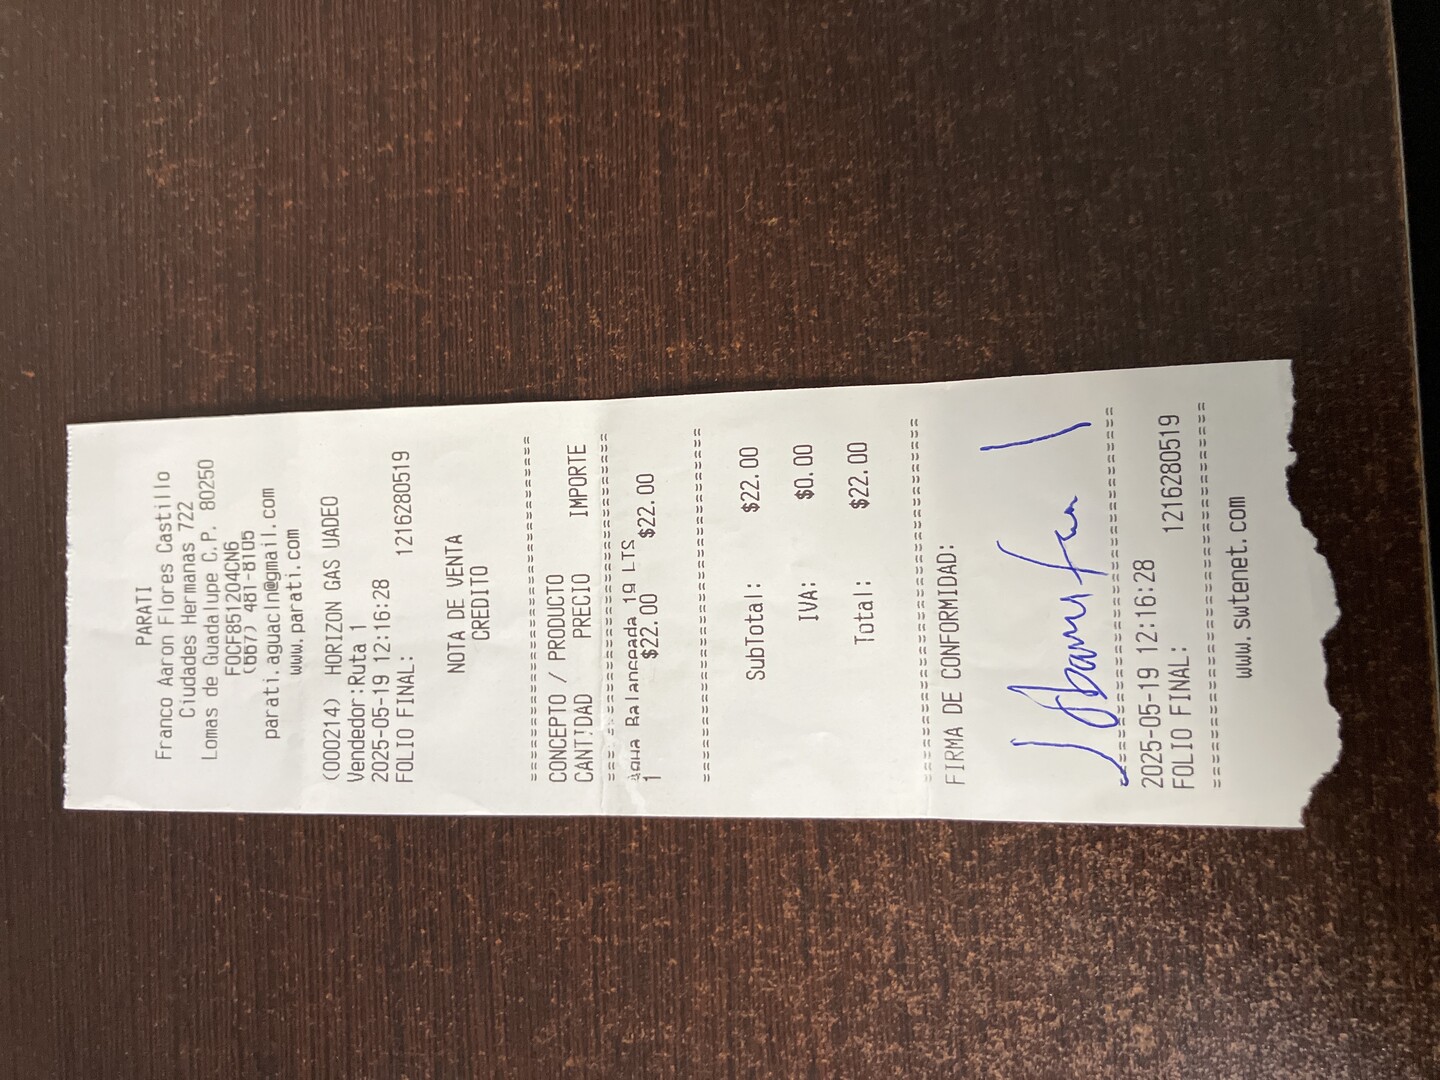 PARATI
Franco Aaron Flores Castillo
Ciudades Hermanas 722
Lomas de Guadalupe C.P. 80250
FOCF851204CN6
(667) 481-8105
parati.aguacln@gmail.com
www.parati.com
(000214) HORIZON GAS UADEO
Vendedor:Ruta 1
2025-05-19 12:16:28
FOLIO FINAL: 1216280519
NOTA DE VENTA
CREDITO
===============================
CONCEPTO / PRODUCTO
CANTIDAD PRECIO IMPORTE
===============================
Agua Balanceada 19 LTS
1 $22.00 $22.00
===============================
SubTotal: $22.00
IVA: $0.00
Total: $22.00
===============================
FIRMA DE CONFORMIDAD:
===============================
2025-05-19 12:16:28
FOLIO FINAL: 1216280519
===============================
www.swtenet.com